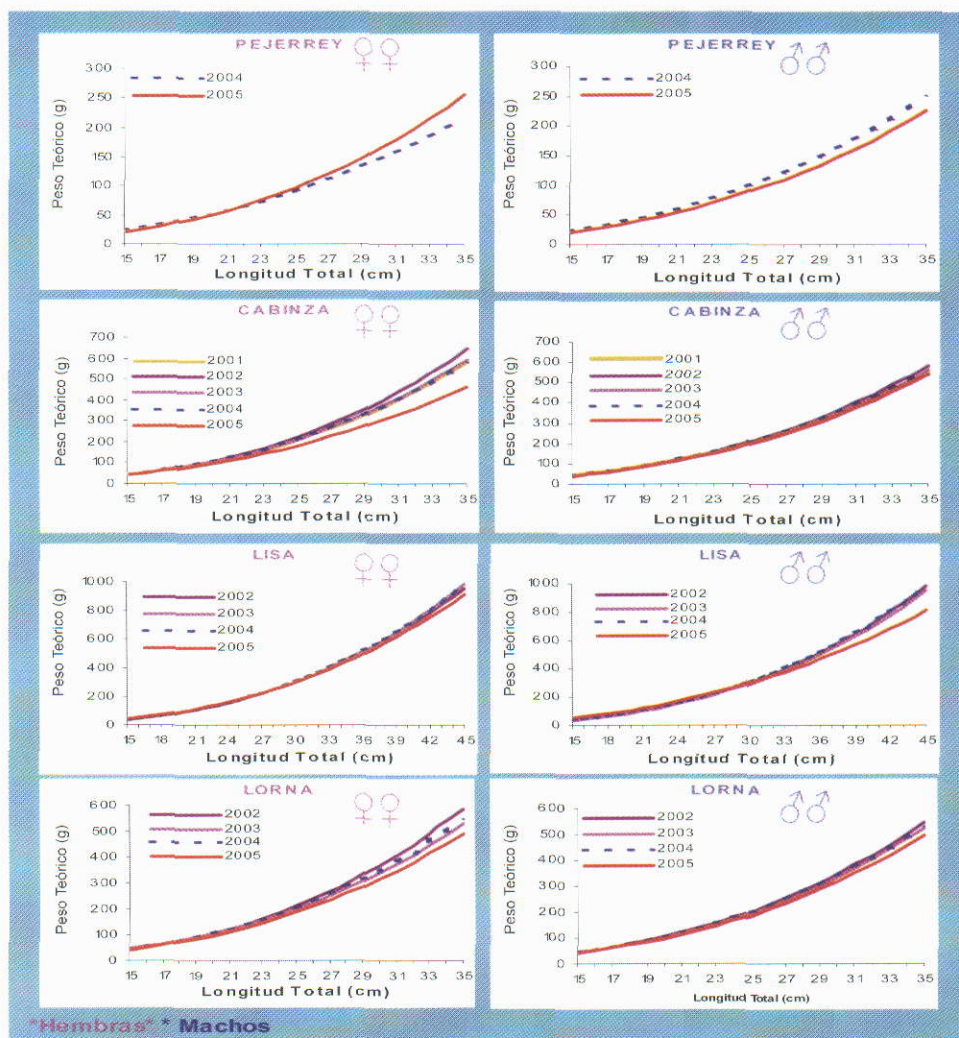 PEJERREY ♀♀
Peso Teórico (g)
300
250
200
150
100
50
0
2004
2005
15 17 19 21 23 25 27 29 31 33 35
Longitud Total (cm)
PEJERREY ♂♂
Peso Teórico (g)
300
250
200
150
100
50
0
2004
2005
15 17 19 21 23 25 27 29 31 33 35
Longitud Total (cm)
CABINZA ♀♀
Peso Teórico (g)
700
600
500
400
300
200
100
0
2001
2002
2003
2004
2005
15 17 19 21 23 25 27 29 31 33 35
Longitud Total (cm)
CABINZA ♂♂
Peso Teórico (g)
700
600
500
400
300
200
100
0
2001
2002
2003
2004
2005
15 17 19 21 23 25 27 29 31 33 35
Longitud Total (cm)
LISA ♀♀
Peso Teórico (g)
1000
800
600
400
200
0
2002
2003
2004
2005
15 18 21 24 27 30 33 36 39 42 45
Longitud Total (cm)
LISA ♂♂
Peso Teórico (g)
1000
800
600
400
200
0
2002
2003
2004
2005
15 18 21 24 27 30 33 36 39 42 45
Longitud Total (cm)
LORNA ♀♀
Peso Teórico (g)
600
500
400
300
200
100
0
2002
2003
2004
2005
15 17 19 21 23 25 27 29 31 33 35
Longitud Total (cm)
LORNA ♂♂
Peso Teórico (g)
600
500
400
300
200
100
0
2002
2003
2004
2005
15 17 19 21 23 25 27 29 31 33 35
Longitud Total (cm)
*Hembras* * Machos